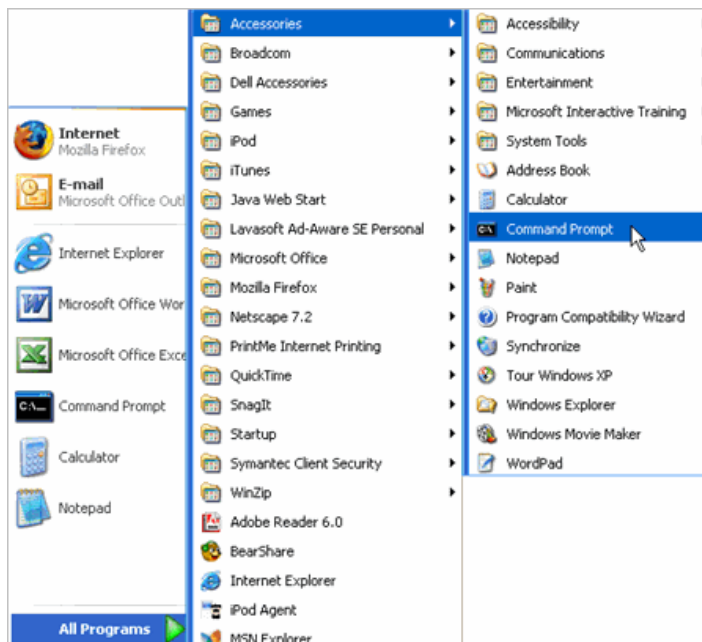 Internet
Mozilla Firefox
E-mail
Microsoft Office Outl
Internet Explorer
Microsoft Office Wor
Microsoft Office Exce
Command Prompt
Calculator
Notepad
All Programs
Accessories
Broadcom
Dell Accessories
Games
iPod
iTunes
Java Web Start
Lavasoft Ad-Aware SE Personal
Microsoft Office
Mozilla Firefox
Netscape 7.2
PrintMe Internet Printing
QuickTime
SnagIt
Startup
Symantec Client Security
WinZip
Adobe Reader 6.0
BearShare
Internet Explorer
iPod Agent
MSN Explorer
Accessibility
Communications
Entertainment
Microsoft Interactive Training
System Tools
Address Book
Calculator
Command Prompt
Notepad
Paint
Program Compatibility Wizard
Synchronize
Tour Windows XP
Windows Explorer
Windows Movie Maker
WordPad